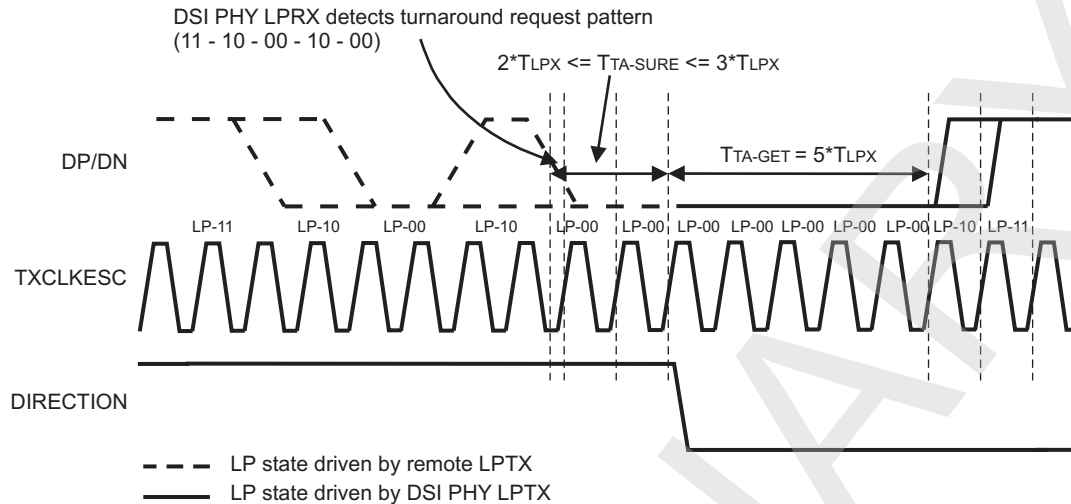 DSI PHY LPRX detects turnaround request pattern
(11 - 10 - 00 - 10 - 00)
2*TLPX <= TTA-SURE <= 3*TLPX
DP/DN
TTA-GET = 5*TLPX
LP-11 LP-10 LP-00 LP-10 LP-00 LP-00 LP-00 LP-00 LP-00 LP-00 LP-00 LP-10 LP-11
TXCLKESC
DIRECTION
LP state driven by remote LPTX
LP state driven by DSI PHY LPTX